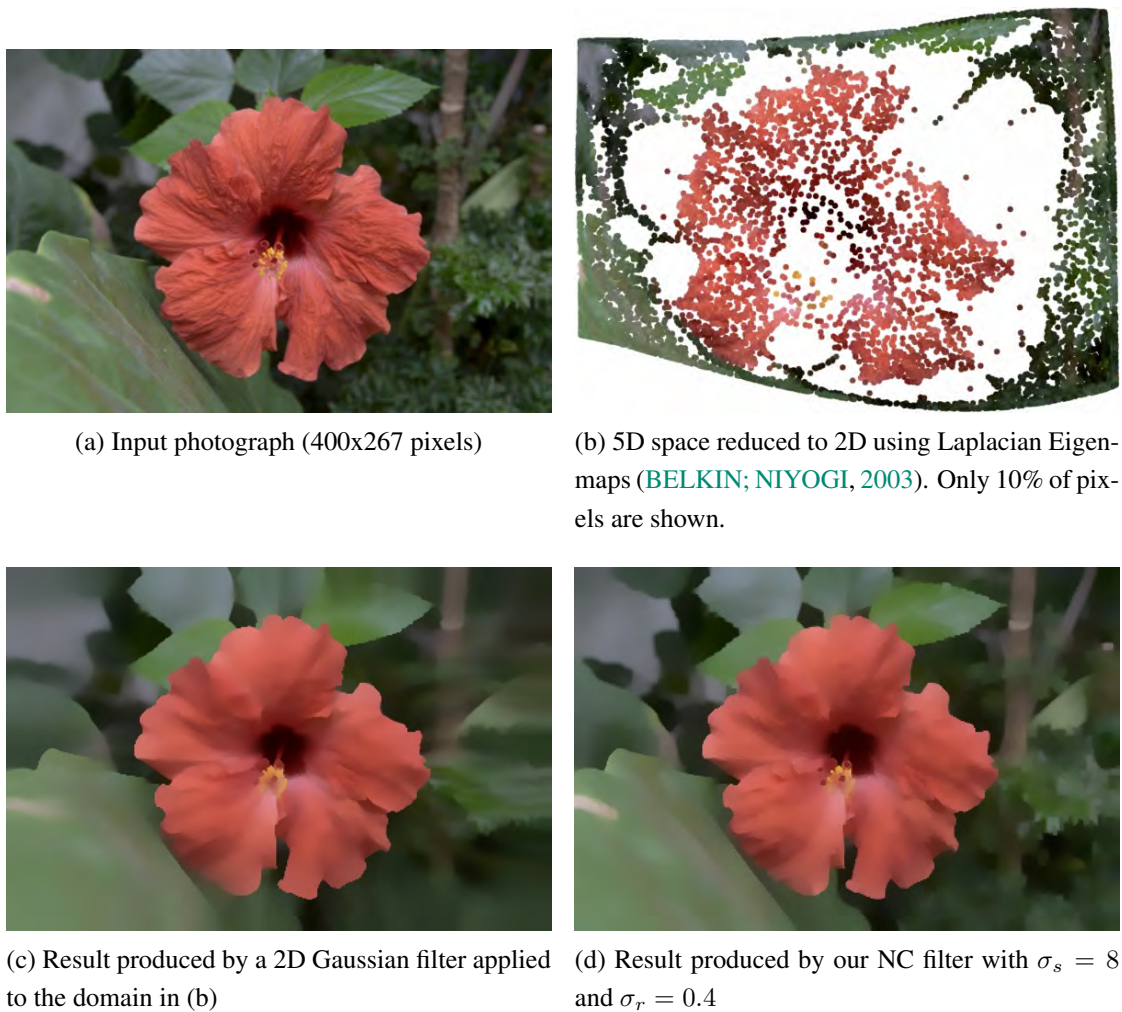 (a) Input photograph (400x267 pixels)
(b) 5D space reduced to 2D using Laplacian Eigen-
maps (BELKIN; NIYOGI, 2003). Only 10% of pix-
els are shown.
(c) Result produced by a 2D Gaussian filter applied
to the domain in (b)
(d) Result produced by our NC filter with σs = 8
and σr = 0.4